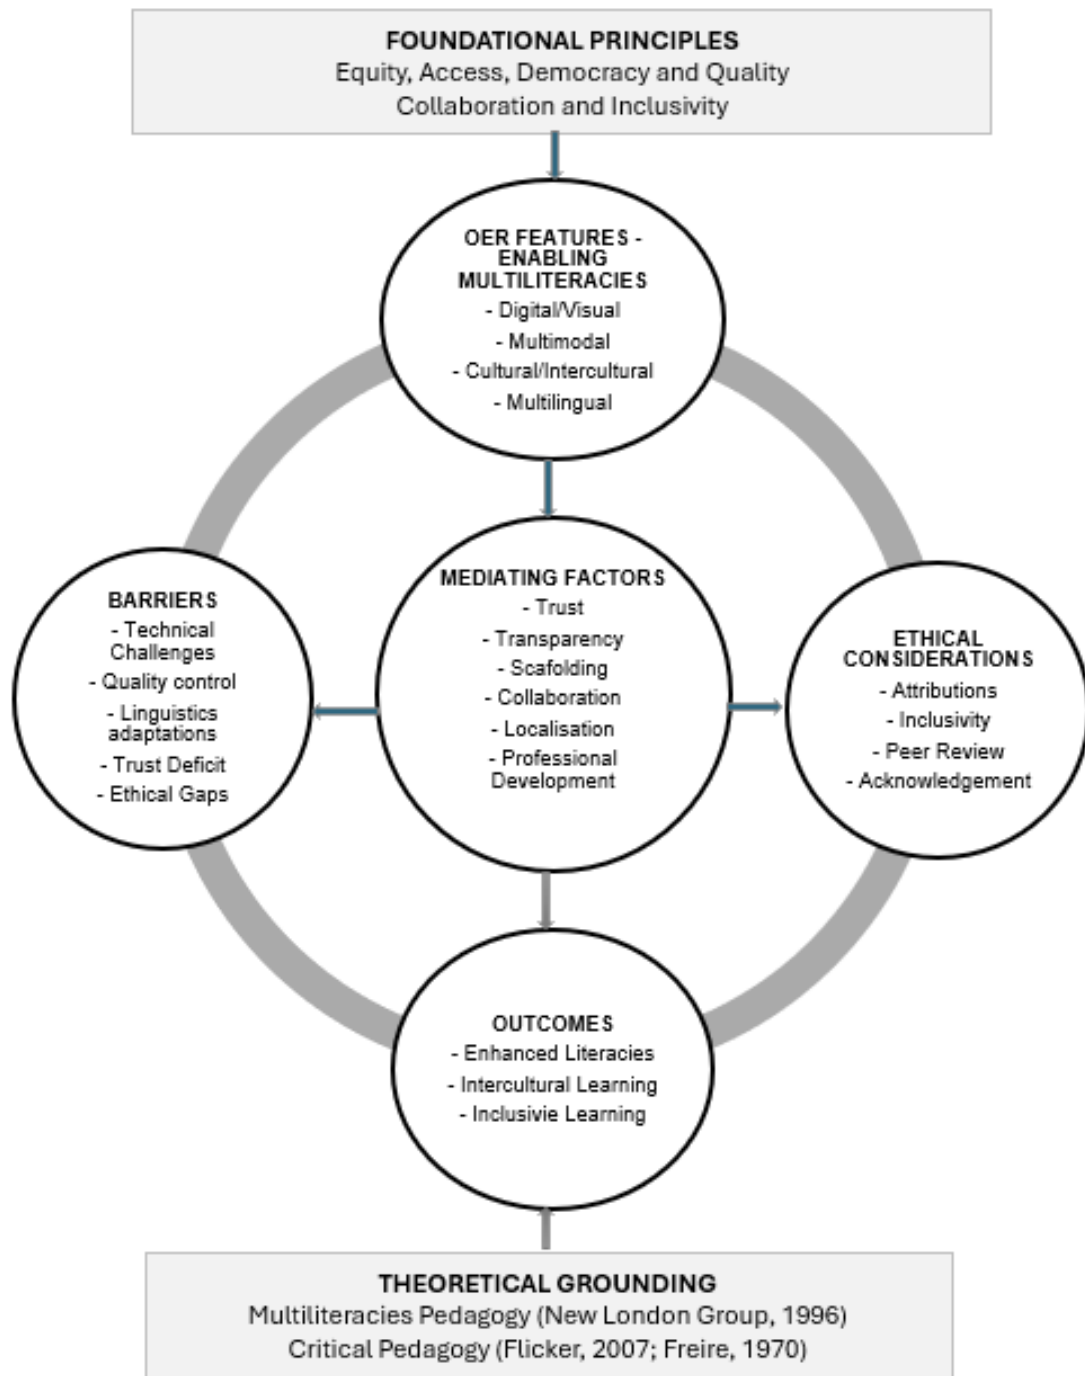 FOUNDATIONAL PRINCIPLES
Equity, Access, Democracy and Quality
Collaboration and Inclusivity
OER FEATURES -
ENABLING
MULTILITERACIES
- Digital/Visual
- Multimodal
- Cultural/Intercultural
- Multilingual
BARRIERS
- Technical
Challenges
- Quality control
- Linguistics
adaptations
- Trust Deficit
- Ethical Gaps
MEDIATING FACTORS
- Trust
- Transparency
- Scafolding
- Collaboration
- Localisation
- Professional
Development
ETHICAL
CONSIDERATIONS
- Attributions
- Inclusivity
- Peer Review
- Acknowledgement
OUTCOMES
- Enhanced Literacies
- Intercultural Learning
- Inclusivie Learning
THEORETICAL GROUNDING
Multiliteracies Pedagogy (New London Group, 1996)
Critical Pedagogy (Flicker, 2007; Freire, 1970)